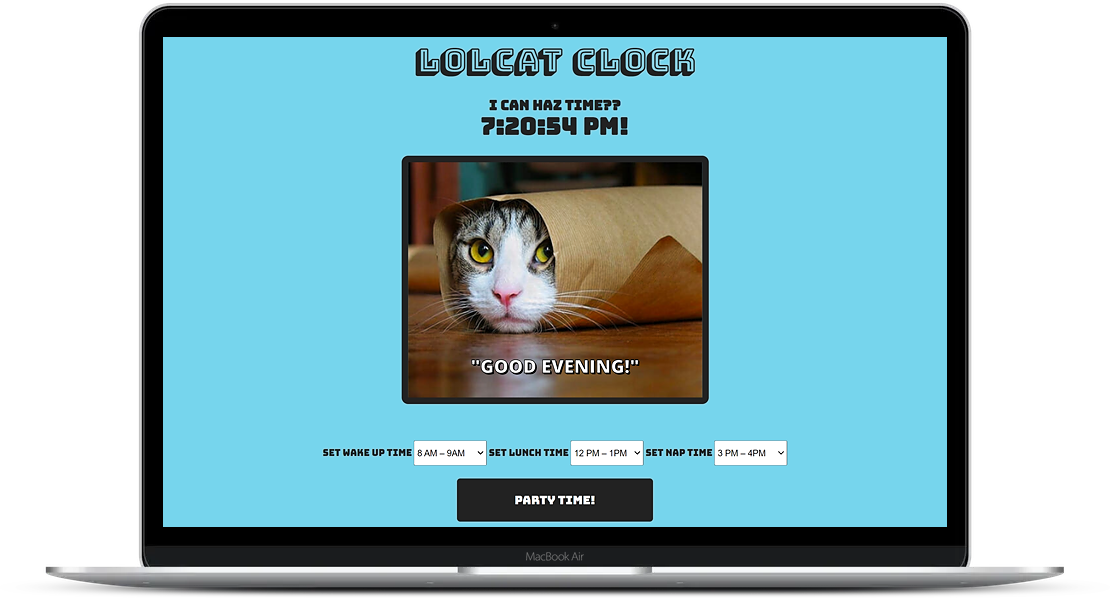 LOLCAT CLOCK
I CAN HAZ TIME??
7:20:54 PM!
"GOOD EVENING!"
SET WAKE UP TIME 8 AM – 9AM SET LUNCH TIME 12 PM – 1PM SET NAP TIME 3 PM – 4PM
PARTY TIME!
MacBook Air